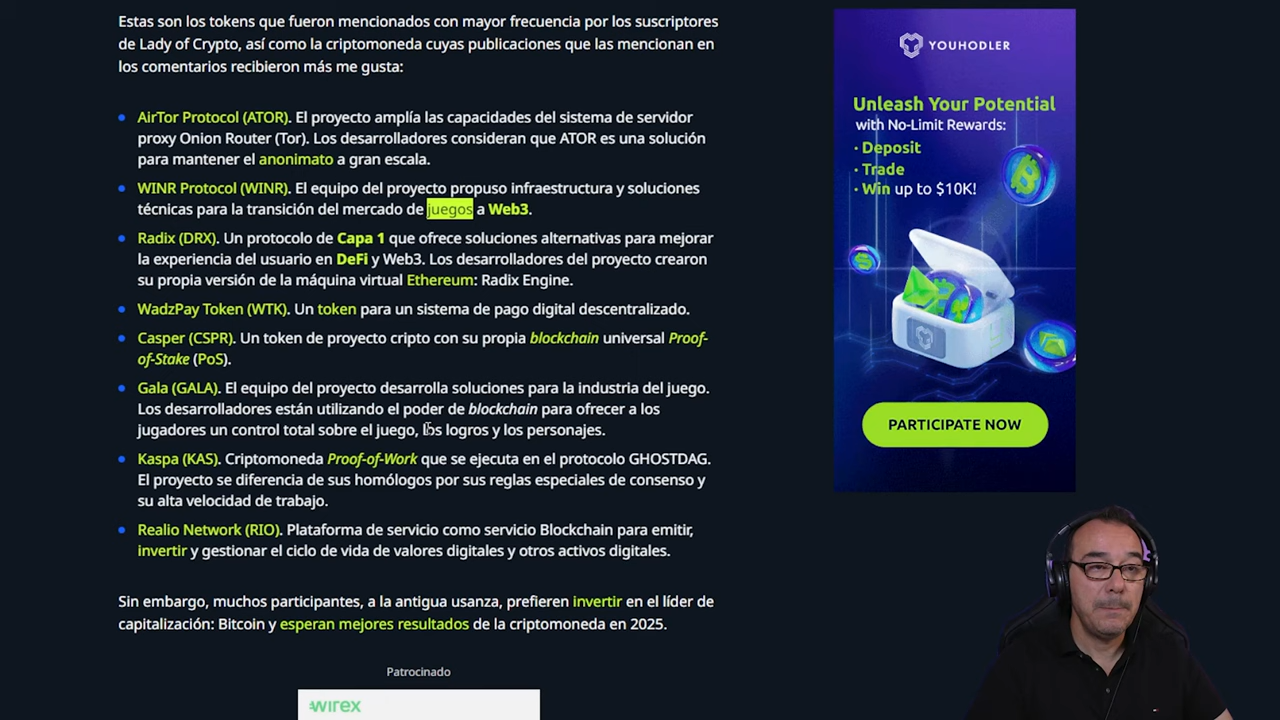 Estas son los tokens que fueron mencionados con mayor frecuencia por los suscriptores
de Lady of Crypto, así como la criptomoneda cuyas publicaciones que las mencionan en
los comentarios recibieron más me gusta:
AirTor Protocol (ATOR). El proyecto amplía las capacidades del sistema de servidor
proxy Onion Router (Tor). Los desarrolladores consideran que ATOR es una solución
para mantener el anonimato a gran escala.
WINR Protocol (WINR). El equipo del proyecto propuso infraestructura y soluciones
técnicas para la transición del mercado de juegos a Web3.
Radix (DRX). Un protocolo de Capa 1 que ofrece soluciones alternativas para mejorar
la experiencia del usuario en DeFi y Web3. Los desarrolladores del proyecto crearon
su propia versión de la máquina virtual Ethereum: Radix Engine.
WadzPay Token (WTK). Un token para un sistema de pago digital descentralizado.
Casper (CSPR). Un token de proyecto cripto con su propia blockchain universal Proof-
of-Stake (PoS).
Gala (GALA). El equipo del proyecto desarrolla soluciones para la industria del juego.
Los desarrolladores están utilizando el poder de blockchain para ofrecer a los
jugadores un control total sobre el juego, los logros y los personajes.
Kaspa (KAS). Criptomoneda Proof-of-Work que se ejecuta en el protocolo GHOSTDAG.
El proyecto se diferencia de sus homólogos por sus reglas especiales de consenso y
su alta velocidad de trabajo.
Realio Network (RIO). Plataforma de servicio como servicio Blockchain para emitir,
invertir y gestionar el ciclo de vida de valores digitales y otros activos digitales.
Sin embargo, muchos participantes, a la antigua usanza, prefieren invertir en el líder de
capitalización: Bitcoin y esperan mejores resultados de la criptomoneda en 2025.
Patrocinado
wirex
YOUHODLER
Unleash Your Potential
with No-Limit Rewards:
· Deposit
· Trade
· Win up to $10K!
PARTICIPATE NOW